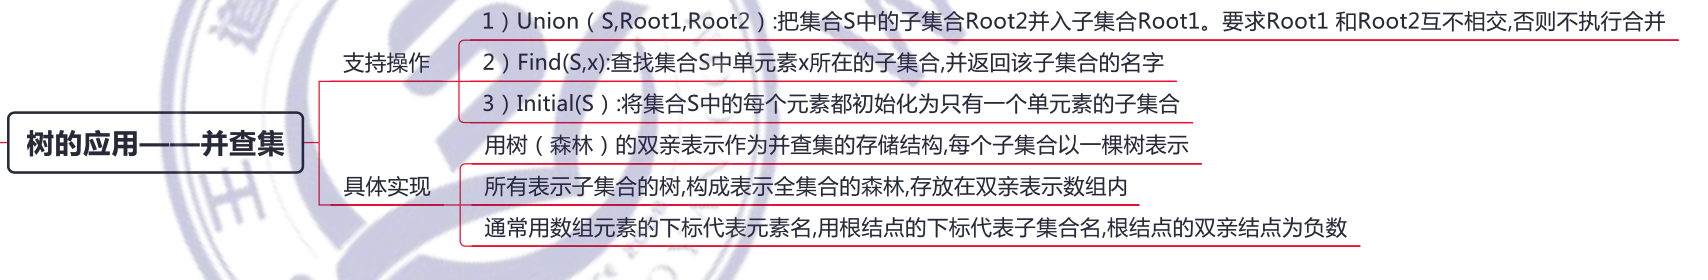 树的应用——并查集
支持操作
1）Union（S,Root1,Root2）:把集合S中的子集合Root2并入子集合Root1。要求Root1 和Root2互不相交,否则不执行合并
2）Find(S,x):查找集合S中单元素x所在的子集合,并返回该子集合的名字
3）Initial(S）:将集合S中的每个元素都初始化为只有一个单元素的子集合
具体实现
用树（森林）的双亲表示作为并查集的存储结构,每个子集合以一棵树表示
所有表示子集合的树,构成表示全集合的森林,存放在双亲表示数组内
通常用数组元素的下标代表元素名,用根结点的下标代表子集合名,根结点的双亲结点为负数
王
道